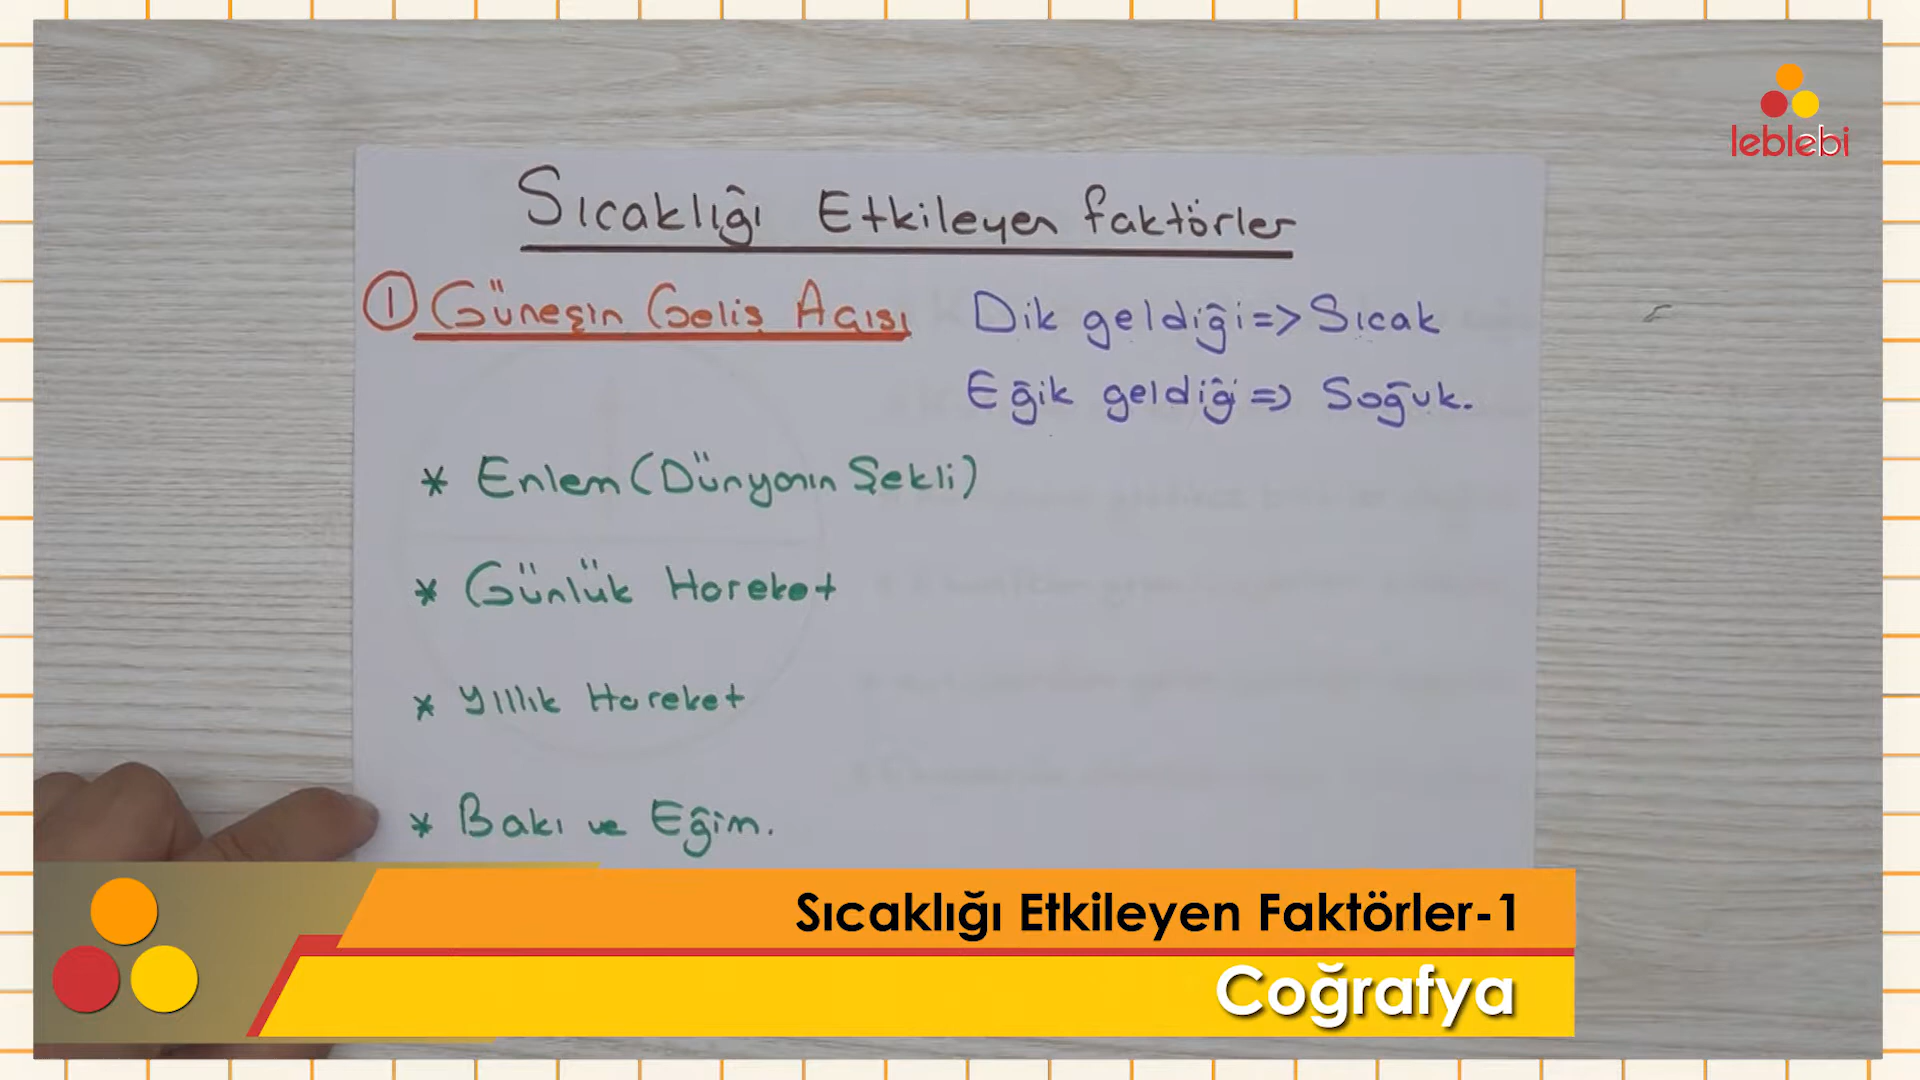 leblebi
Sıcaklığı Etkileyen faktörler
① Güneşin Geliş Açısı Dik geldiği => Sıcak
Eğik geldiği => Soğuk.
* Enlem (Dünyanın Şekli)
* Günlük Hareket
* Yıllık Hareket
* Bakı ve Eğim.
Sıcaklığı Etkileyen Faktörler-1
Coğrafya